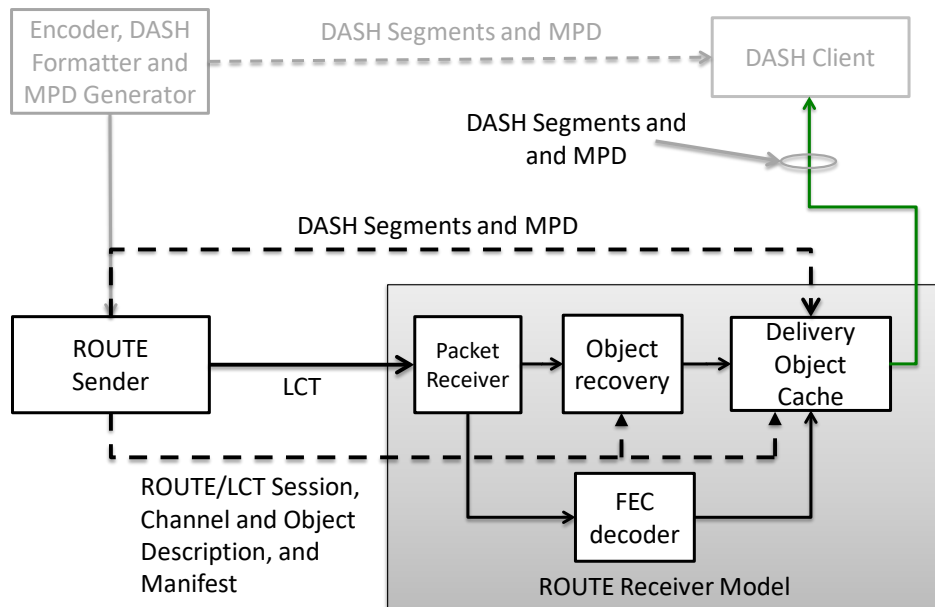 Encoder, DASH
Formatter and
MPD Generator
DASH Segments and MPD
DASH Client
DASH Segments and
and MPD
DASH Segments and MPD
ROUTE
Sender
LCT
Packet
Receiver
Object
recovery
Delivery
Object
Cache
ROUTE/LCT Session,
Channel and Object
Description, and
Manifest
FEC
decoder
ROUTE Receiver Model